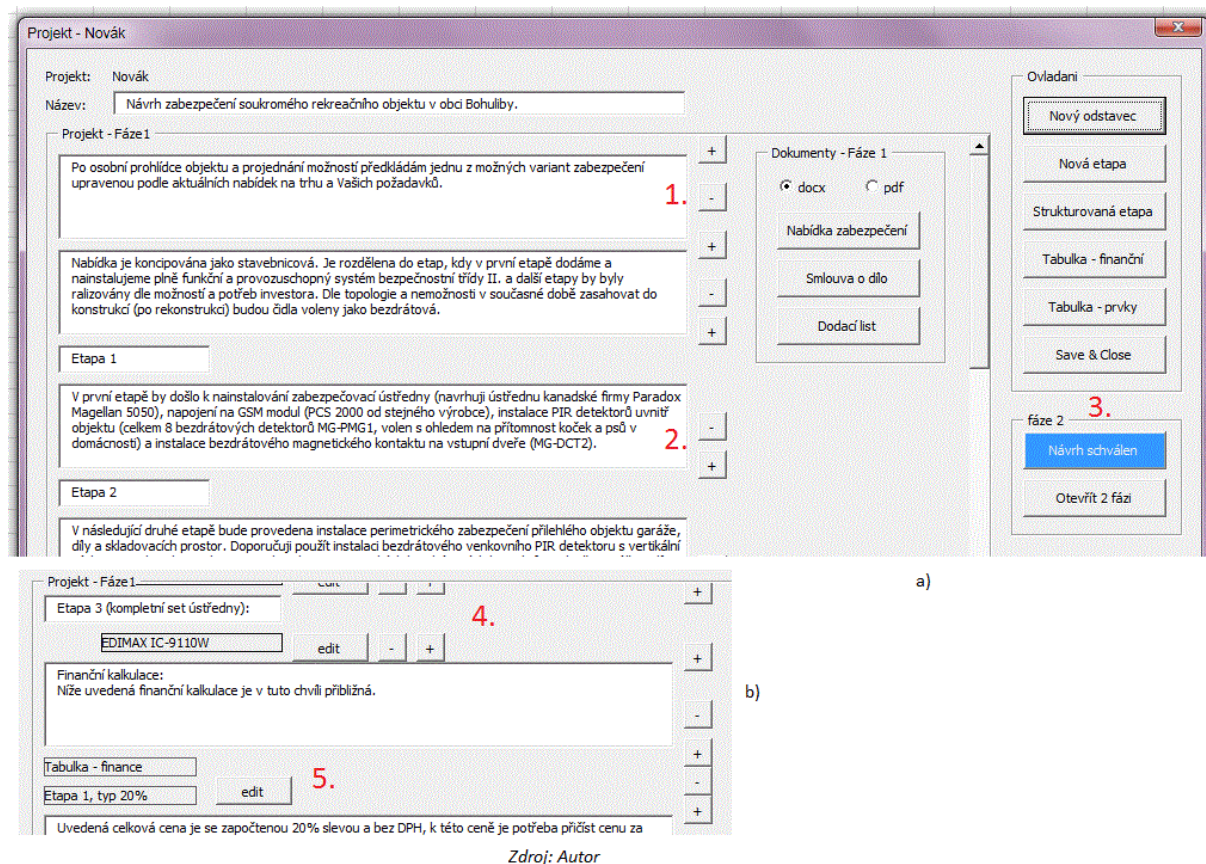 Projekt - Novák
Projekt: Novák
Název: Návrh zabezpečení soukromého rekreačního objektu v obci Bohuliby.
Projekt - Fáze1
Po osobní prohlídce objektu a projednání možností předkládám jednu z možných variant zabezpečení
upravenou podle aktuálních nabídek na trhu a Vašich požadavků.
1.
+
-
Nabídka je koncipována jako stavebnicová. Je rozdělena do etap, kdy v první etapě dodáme a
nainstalujeme plně funkční a provozuschopný systém bezpečnostní třídy II. a další etapy by byly
ralizovány dle možností a potřeb investora. Dle topologie a nemožnosti v současné době zasahovat do
konstrukcí (po rekonstrukci) budou čidla voleny jako bezdrátová.
+
-
+
Etapa 1
V první etapě by došlo k nainstalování zabezpečovací ústředny (navrhuji ústřednu kanadské firmy Paradox
Magellan 5050), napojení na GSM modul (PCS 2000 od stejného výrobce), instalace PIR detektorů uvnitř
objektu (celkem 8 bezdrátových detektorů MG-PMG1, volen s ohledem na přítomnost koček a psů v
domácnosti) a instalace bezdrátového magnetického kontaktu na vstupní dveře (MG-DCT2).
2.
-
+
Etapa 2
V následující druhé etapě bude provedena instalace perimetrického zabezpečení přilehlého objektu garáže,
díly a skladovacích prostor. Doporučuji použít instalaci bezdrátového venkovního PIR detektoru s vertikální
Dokumenty - Fáze 1
docx pdf
Nabídka zabezpečení
Smlouva o dílo
Dodací list
Ovladani
Nový odstavec
Nová etapa
Strukturovaná etapa
Tabulka - finanční
Tabulka - prvky
Save & Close
3.
fáze 2
Návrh schválen
Otevřít 2 fázi
a)
Projekt - Fáze1
edit - +
+
Etapa 3 (kompletní set ústředny):
4.
EDIMAX IC-9110W edit - +
+
Finanční kalkulace:
Níže uvedená finanční kalkulace je v tuto chvíli přibližná.
b)
-
+
Tabulka - finance
-
Etapa 1, typ 20% edit 5.
+
Uvedená celková cena je se započtenou 20% slevou a bez DPH, k této ceně je potřeba přičíst cenu za
Zdroj: Autor